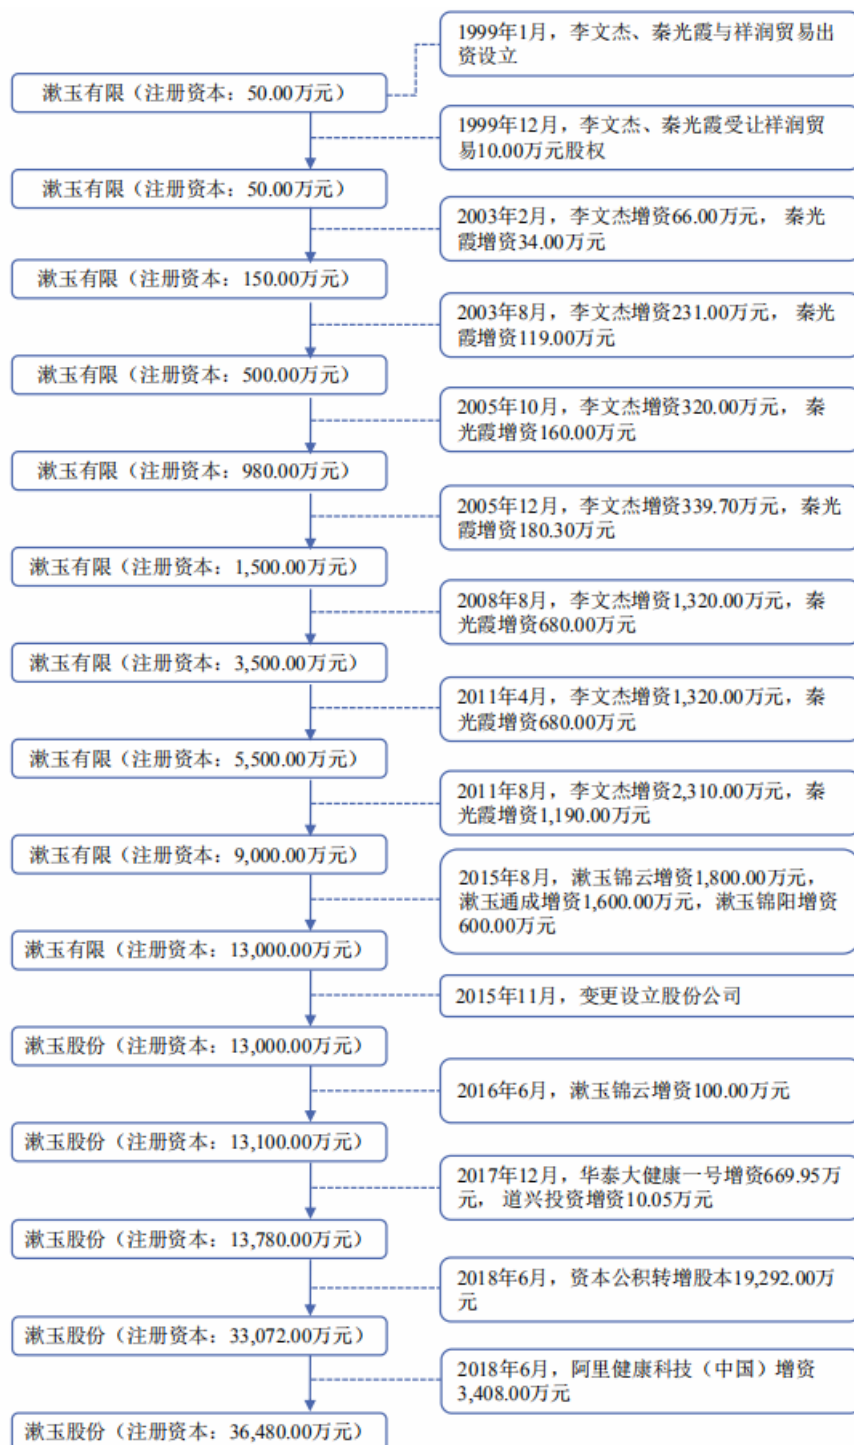 1999年1月，李文杰、秦光霞与祥润贸易出
资设立
漱玉有限（注册资本：50.00万元）
1999年12月，李文杰、秦光霞受让祥润贸
易10.00万元股权
漱玉有限（注册资本：50.00万元）
2003年2月，李文杰增资66.00万元， 秦光
霞增资34.00万元
漱玉有限（注册资本：150.00万元）
2003年8月，李文杰增资231.00万元， 秦光
霞增资119.00万元
漱玉有限（注册资本：500.00万元）
2005年10月，李文杰增资320.00万元， 秦
光霞增资160.00万元
漱玉有限（注册资本：980.00万元）
2005年12月，李文杰增资339.70万元，秦光
霞增资180.30万元
漱玉有限（注册资本：1,500.00万元）
2008年8月，李文杰增资1,320.00万元，秦
光霞增资680.00万元
漱玉有限（注册资本：3,500.00万元）
2011年4月，李文杰增资1,320.00万元，秦
光霞增资680.00万元
漱玉有限（注册资本：5,500.00万元）
2011年8月，李文杰增资2,310.00万元，秦
光霞增资1,190.00万元
漱玉有限（注册资本：9,000.00万元）
2015年8月，漱玉锦云增资1,800.00万元，
漱玉通成增资1,600.00万元，漱玉锦阳增资
600.00万元
漱玉有限（注册资本：13,000.00万元）
2015年11月，变更设立股份公司
漱玉股份（注册资本：13,000.00万元）
2016年6月，漱玉锦云增资100.00万元
漱玉股份（注册资本：13,100.00万元）
2017年12月，华泰大健康一号增资669.95万
元， 道兴投资增资10.05万元
漱玉股份（注册资本：13,780.00万元）
2018年6月，资本公积转增股本19,292.00万
元
漱玉股份（注册资本：33,072.00万元）
2018年6月，阿里健康科技（中国）增资
3,408.00万元
漱玉股份（注册资本：36,480.00万元）